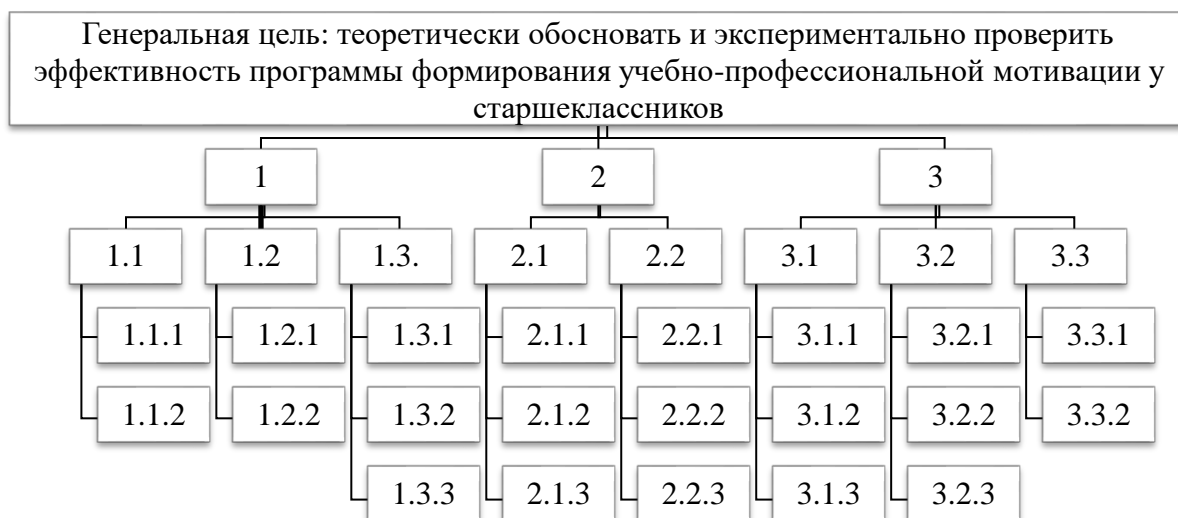 Генеральная цель: теоретически обосновать и экспериментально проверить
эффективность программы формирования учебно-профессиональной мотивации у
старшеклассников
1 2 3
1.1 1.2 1.3. 2.1 2.2 3.1 3.2 3.3
1.1.1 1.2.1 1.3.1 2.1.1 2.2.1 3.1.1 3.2.1 3.3.1
1.1.2 1.2.2 1.3.2 2.1.2 2.2.2 3.1.2 3.2.2 3.3.2
1.3.3 2.1.3 2.2.3 3.1.3 3.2.3